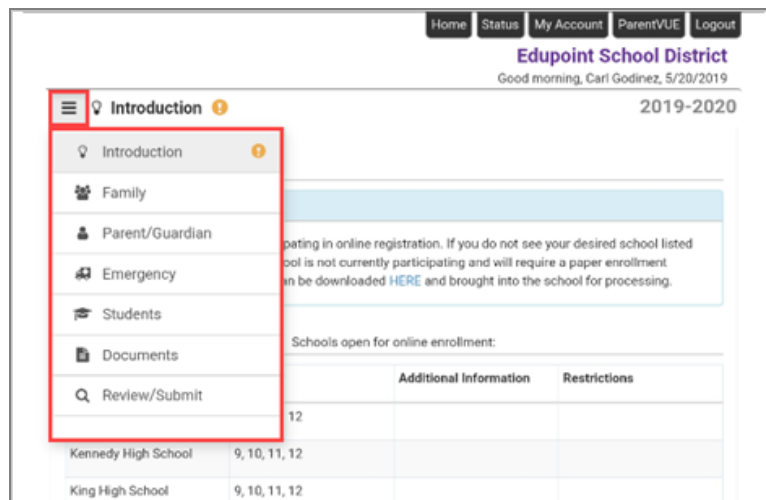 Home Status My Account ParentVUE Logout
Edupoint School District
Good morning, Carl Godinez, 5/20/2019
Introduction
2019-2020
Introduction
Family
Parent/Guardian
Emergency
Students
Documents
Review/Submit
pating in online registration. If you do not see your desired school listed
ool is not currently participating and will require a paper enrollment
an be downloaded HERE and brought into the school for processing.
Schools open for online enrollment:
Additional Information Restrictions
12
Kennedy High School 9, 10, 11, 12
King High School 9, 10, 11, 12